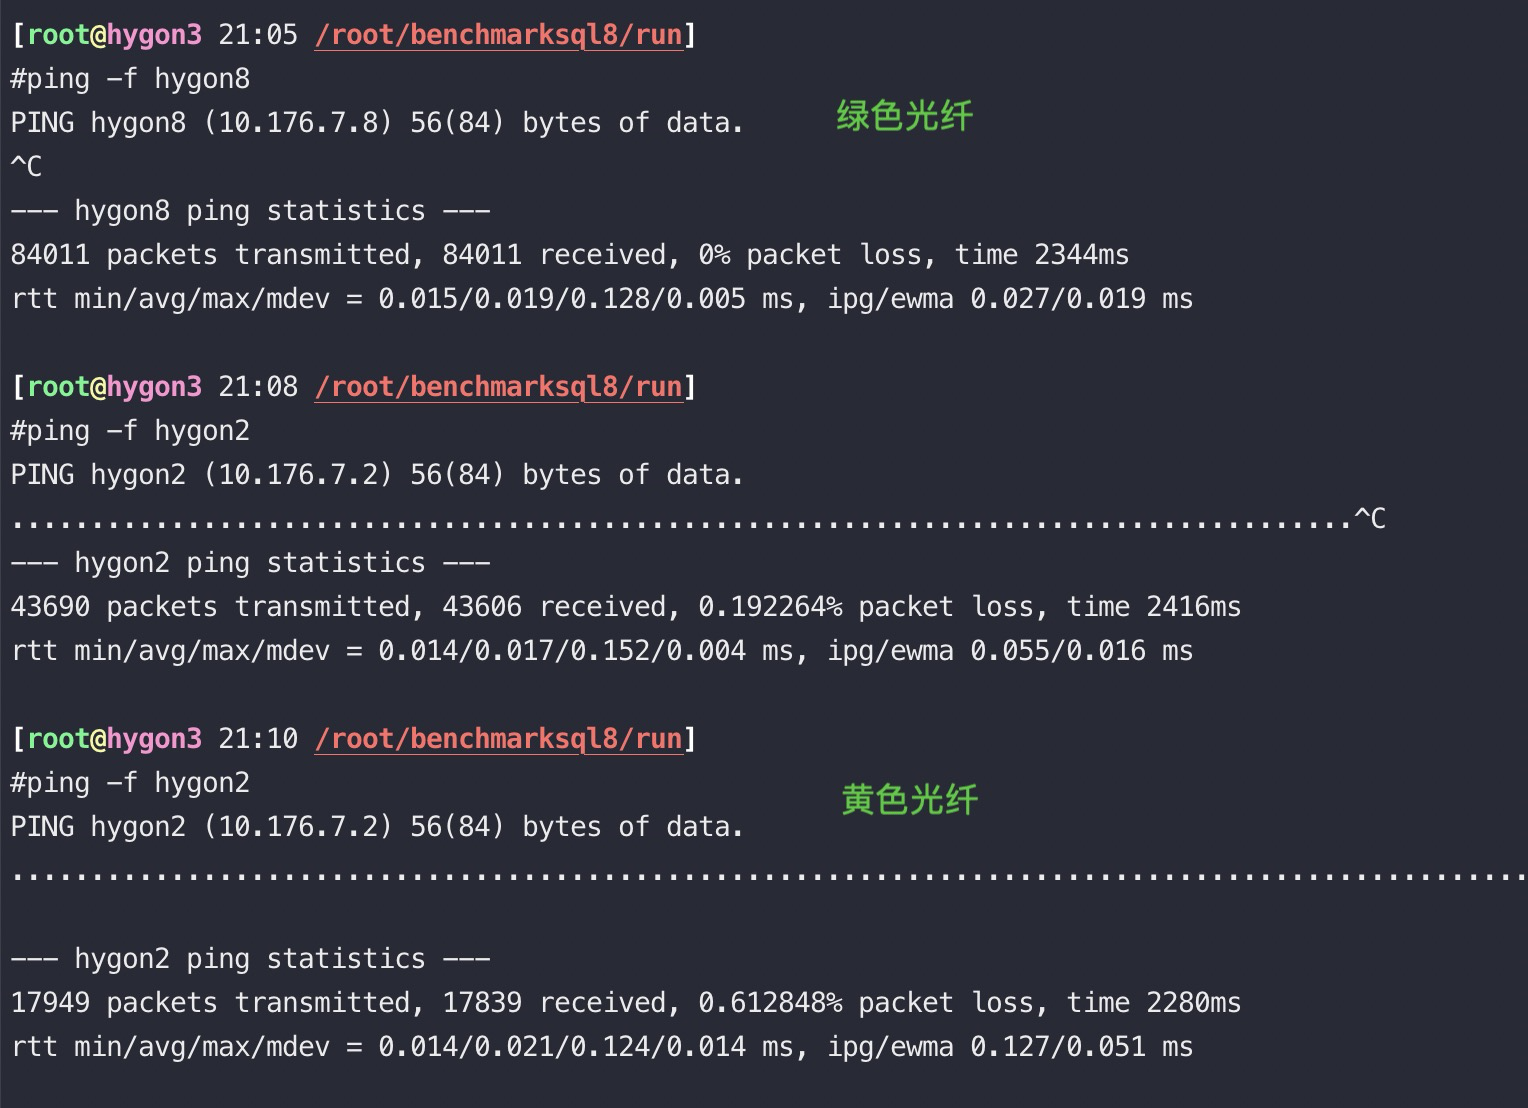 [root@hygon3 21:05 /root/benchmarksql8/run]
#ping -f hygon8
PING hygon8 (10.176.7.8) 56(84) bytes of data.
绿色光纤
^C
--- hygon8 ping statistics ---
84011 packets transmitted, 84011 received, 0% packet loss, time 2344ms
rtt min/avg/max/mdev = 0.015/0.019/0.128/0.005 ms, ipg/ewma 0.027/0.019 ms
[root@hygon3 21:08 /root/benchmarksql8/run]
#ping -f hygon2
PING hygon2 (10.176.7.2) 56(84) bytes of data.
....................................................................................^C
--- hygon2 ping statistics ---
43690 packets transmitted, 43606 received, 0.192264% packet loss, time 2416ms
rtt min/avg/max/mdev = 0.014/0.017/0.152/0.004 ms, ipg/ewma 0.055/0.016 ms
[root@hygon3 21:10 /root/benchmarksql8/run]
#ping -f hygon2
黄色光纤
PING hygon2 (10.176.7.2) 56(84) bytes of data.
...............................................................................................
--- hygon2 ping statistics ---
17949 packets transmitted, 17839 received, 0.612848% packet loss, time 2280ms
rtt min/avg/max/mdev = 0.014/0.021/0.124/0.014 ms, ipg/ewma 0.127/0.051 ms